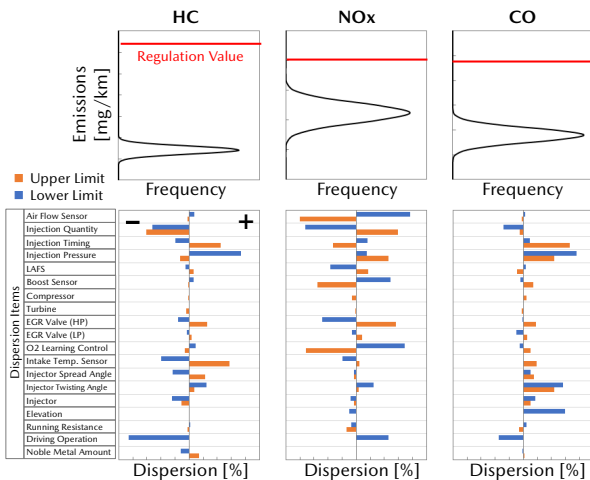 HC
NOx
CO
Emissions
[mg/km]
Regulation Value
Upper Limit
Lower Limit
Frequency
Frequency
Frequency
Dispersion Items
Air Flow Sensor
Injection Quantity
Injection Timing
Injection Pressure
LAFS
Boost Sensor
Compressor
Turbine
EGR Valve (HP)
EGR Valve (LP)
O2 Learning Control
Intake Temp. Sensor
Injector Spread Angle
Injector Twisting Angle
Injector
Elevation
Running Resistance
Driving Operation
Noble Metal Amount
− +
Dispersion [%]
Dispersion [%]
Dispersion [%]